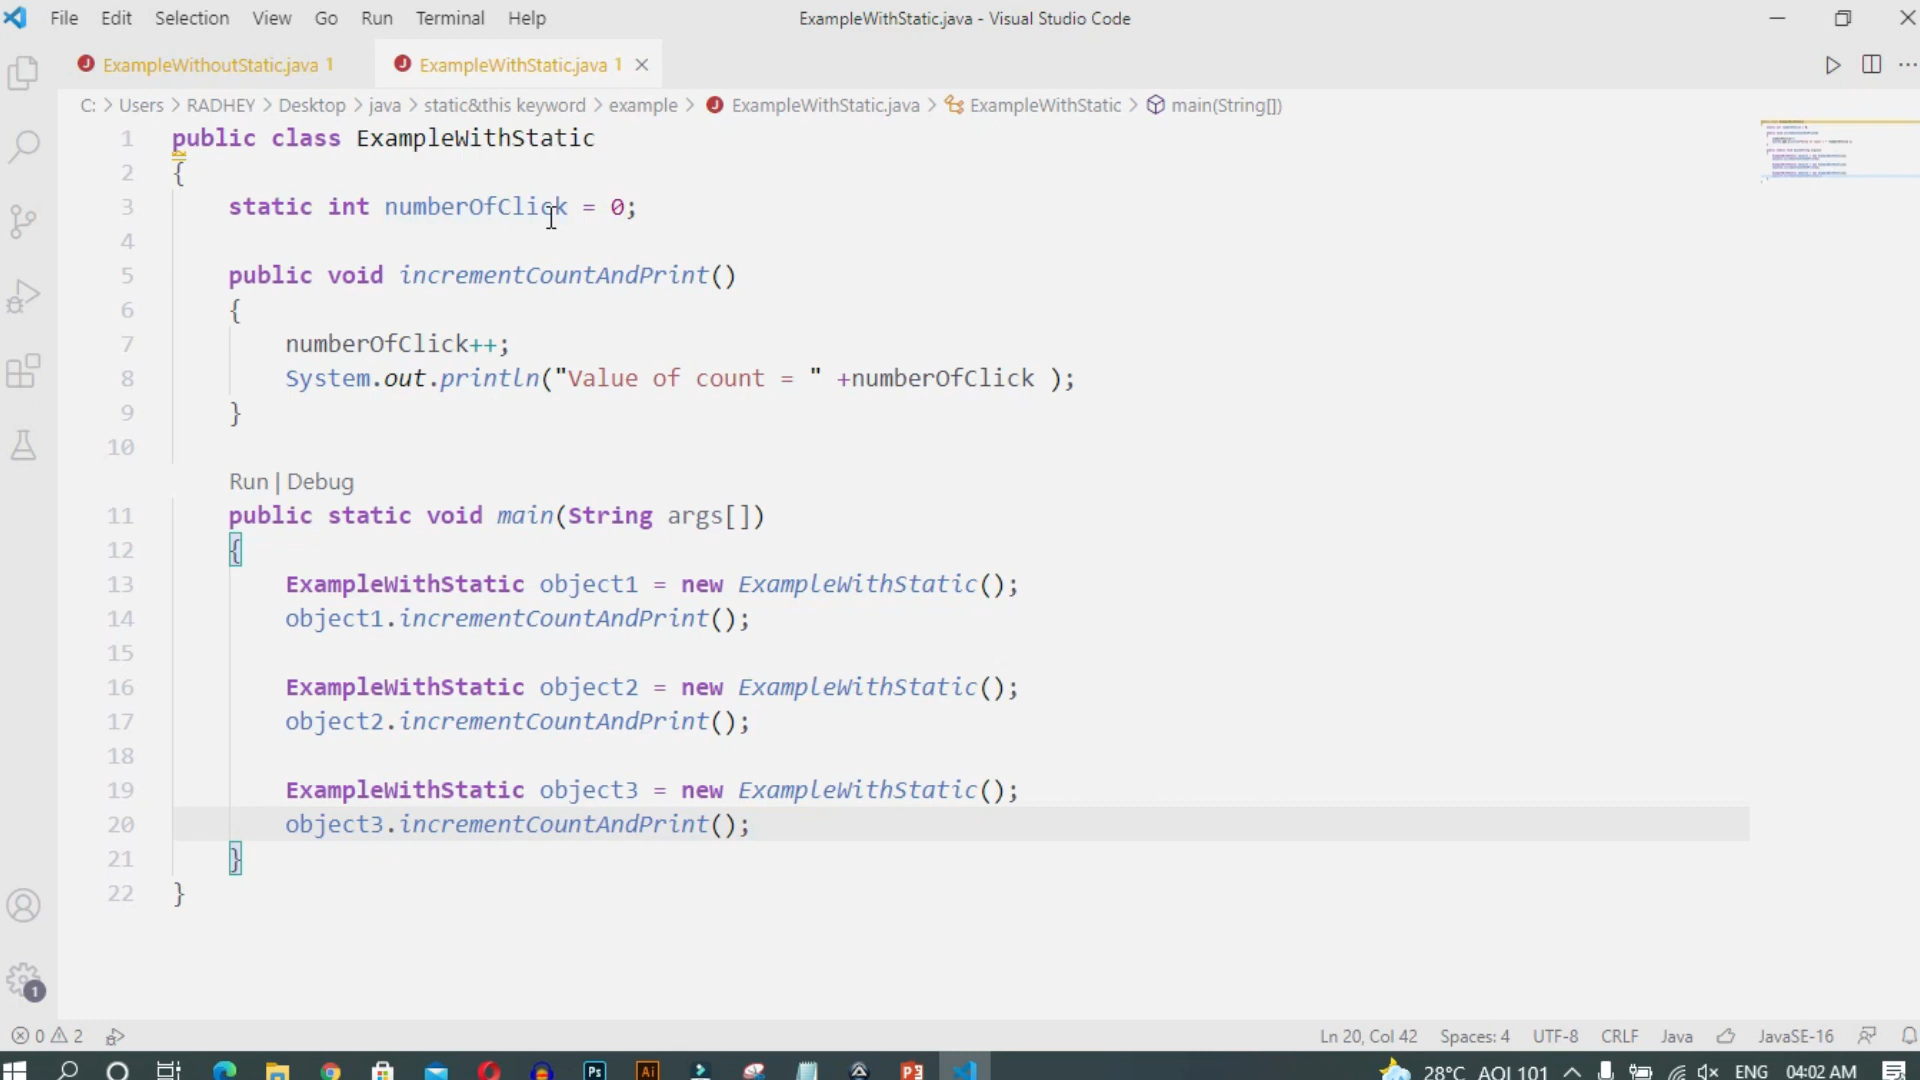 File Edit Selection View Go Run Terminal Help ExampleWithStatic.java - Visual Studio Code
ExampleWithoutStatic.java 1 ExampleWithStatic.java 1
C: > Users > RADHEY > Desktop > java > static&this keyword > example > ExampleWithStatic.java > ExampleWithStatic > main(String[])
1 public class ExampleWithStatic
2 {
3 static int numberOfClick = 0;
4
5 public void incrementCountAndPrint()
6 {
7 numberOfClick++;
8 System.out.println("Value of count = " +numberOfClick );
9 }
10
Run | Debug
11 public static void main(String args[])
12 {
13 ExampleWithStatic object1 = new ExampleWithStatic();
14 object1.incrementCountAndPrint();
15
16 ExampleWithStatic object2 = new ExampleWithStatic();
17 object2.incrementCountAndPrint();
18
19 ExampleWithStatic object3 = new ExampleWithStatic();
20 object3.incrementCountAndPrint();
21 }
22 }
1
0 2 Ln 20, Col 42 Spaces: 4 UTF-8 CRLF Java JavaSE-16
Ps Ai P3 28°C AQI 101 ENG 04:02 AM